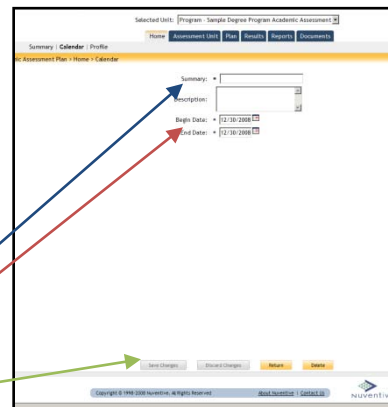 Selected Unit: Program - Sample Degree Program Academic Assessment
Home Assessment Unit Plan Results Reports Documents
Summary | Calendar | Profile
ic Assessment Plan > Home > Calendar
Summary: *
Description:
Begin Date: * 12/30/2008
End Date: * 12/30/2008
Save Changes Discard Changes Return Delete
Copyright © 1998-2008 Nuventive, All Rights Reserved About Nuventive | Contact Us
NUVENTIVE